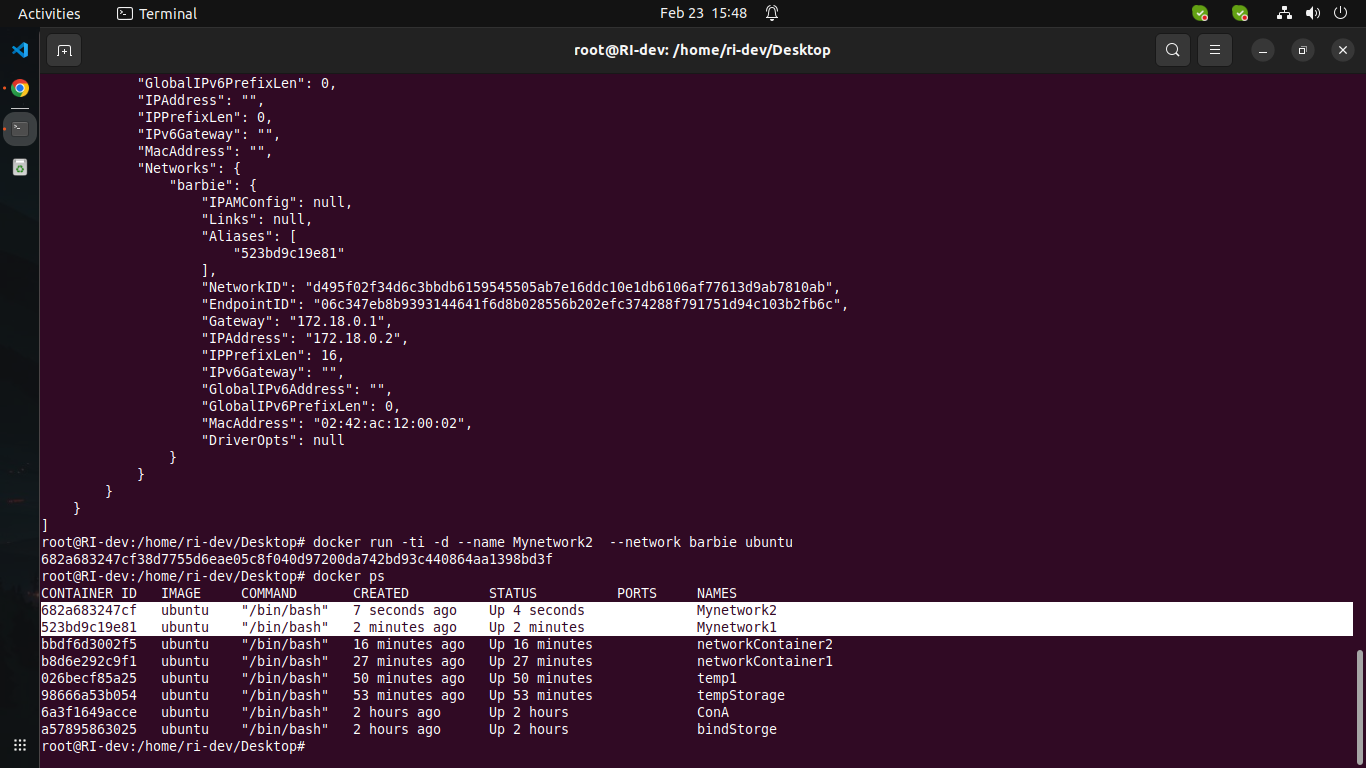 Activities
Terminal
Feb 23 15:48
root@RI-dev: /home/ri-dev/Desktop
            "GlobalIPv6PrefixLen": 0,
            "IPAddress": "",
            "IPPrefixLen": 0,
            "IPv6Gateway": "",
            "MacAddress": "",
            "Networks": {
                "barbie": {
                    "IPAMConfig": null,
                    "Links": null,
                    "Aliases": [
                        "523bd9c19e81"
                    ],
                    "NetworkID": "d495f02f34d6c3bbdb6159545505ab7e16ddc10e1db6106af77613d9ab7810ab",
                    "EndpointID": "06c347eb8b9393144641f6d8b028556b202efc374288f791751d94c103b2fb6c",
                    "Gateway": "172.18.0.1",
                    "IPAddress": "172.18.0.2",
                    "IPPrefixLen": 16,
                    "IPv6Gateway": "",
                    "GlobalIPv6Address": "",
                    "GlobalIPv6PrefixLen": 0,
                    "MacAddress": "02:42:ac:12:00:02",
                    "DriverOpts": null
                }
            }
        }
    }
]
root@RI-dev:/home/ri-dev/Desktop# docker run -ti -d --name Mynetwork2  --network barbie ubuntu
682a683247cf38d7755d6eae05c8f040d97200da742bd93c440864aa1398bd3f
root@RI-dev:/home/ri-dev/Desktop# docker ps
CONTAINER ID   IMAGE     COMMAND       CREATED          STATUS          PORTS     NAMES
682a683247cf   ubuntu    "/bin/bash"   7 seconds ago    Up 4 seconds              Mynetwork2
523bd9c19e81   ubuntu    "/bin/bash"   2 minutes ago    Up 2 minutes              Mynetwork1
bbdf6d3002f5   ubuntu    "/bin/bash"   16 minutes ago   Up 16 minutes             networkContainer2
b8d6e292c9f1   ubuntu    "/bin/bash"   27 minutes ago   Up 27 minutes             networkContainer1
026becf85a25   ubuntu    "/bin/bash"   50 minutes ago   Up 50 minutes             temp1
98666a53b054   ubuntu    "/bin/bash"   53 minutes ago   Up 53 minutes             tempStorage
6a3f1649acce   ubuntu    "/bin/bash"   2 hours ago      Up 2 hours                ConA
a57895863025   ubuntu    "/bin/bash"   2 hours ago      Up 2 hours                bindStorge
root@RI-dev:/home/ri-dev/Desktop#